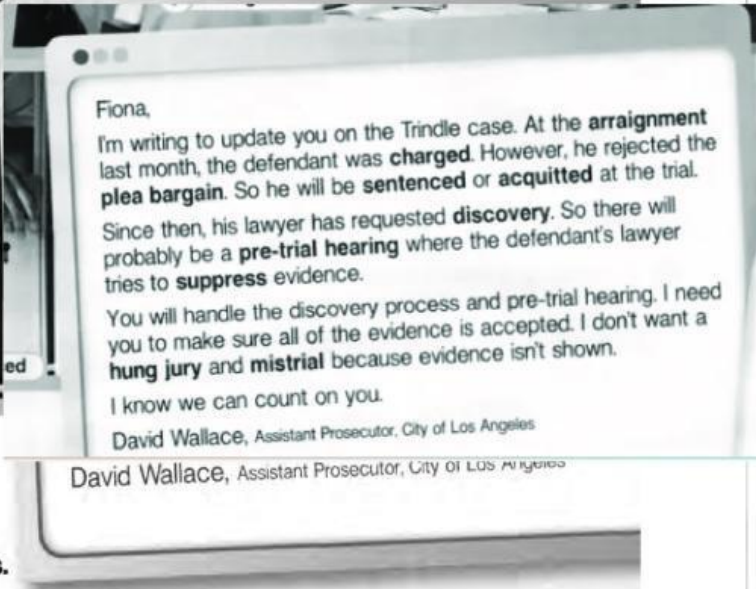 Fiona,
I'm writing to update you on the Trindle case. At the arraignment
last month, the defendant was charged. However, he rejected the
plea bargain. So he will be sentenced or acquitted at the trial.
Since then, his lawyer has requested discovery. So there will
probably be a pre-trial hearing where the defendant's lawyer
tries to suppress evidence.
You will handle the discovery process and pre-trial hearing. I need
you to make sure all of the evidence is accepted. I don't want a
hung jury and mistrial because evidence isn't shown.
I know we can count on you.
David Wallace, Assistant Prosecutor, City of Los Angeles
David Wallace, Assistant Prosecutor, City of Los Angeles
ed
s.